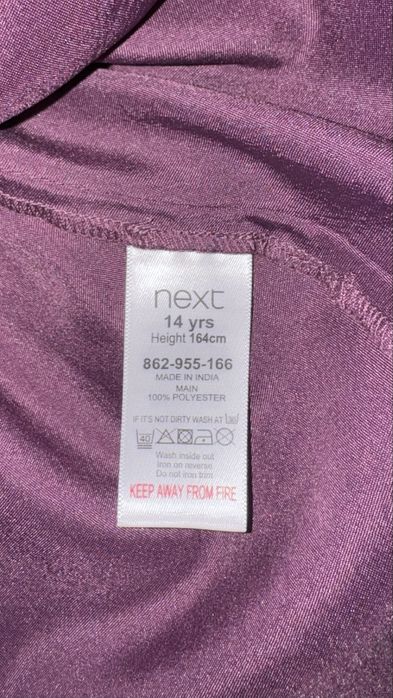 next
14 yrs
Height 164cm
862-955-166
MADE IN INDIA
MAIN
100% POLYESTER
IF IT'S NOT DIRTY WASH AT 30
40
Wash inside out
Iron on reverse
Do not iron trim
KEEP AWAY FROM FIRE